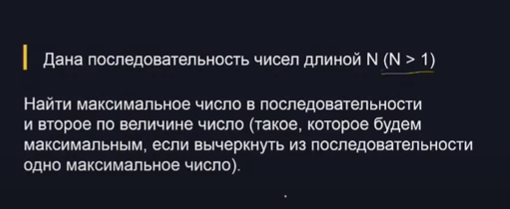 Дана последовательность чисел длиной N (N > 1)
Найти максимальное число в последовательности
и второе по величине число (такое, которое будем
максимальным, если вычеркнуть из последовательности
одно максимальное число).